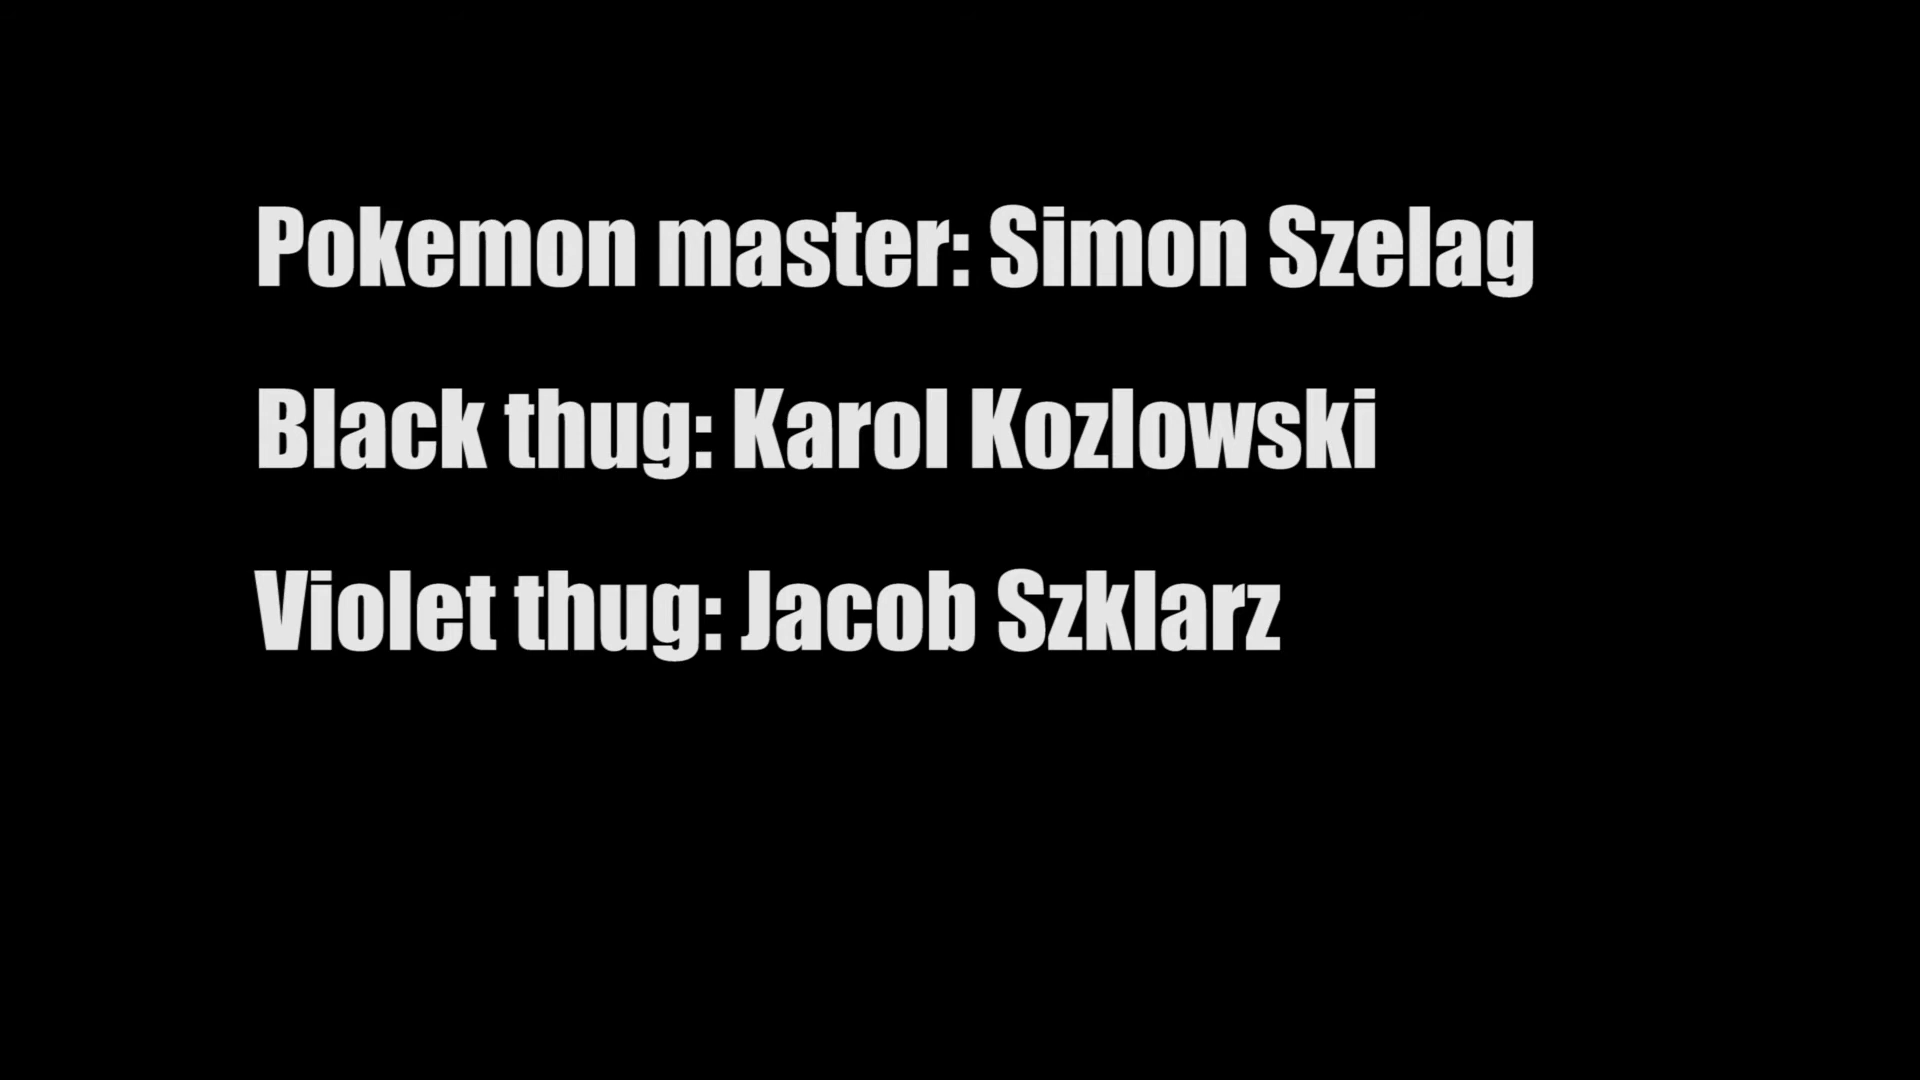 Pokemon master: Simon Szelag
Black thug: Karol Kozlowski
Violet thug: Jacob Szklarz